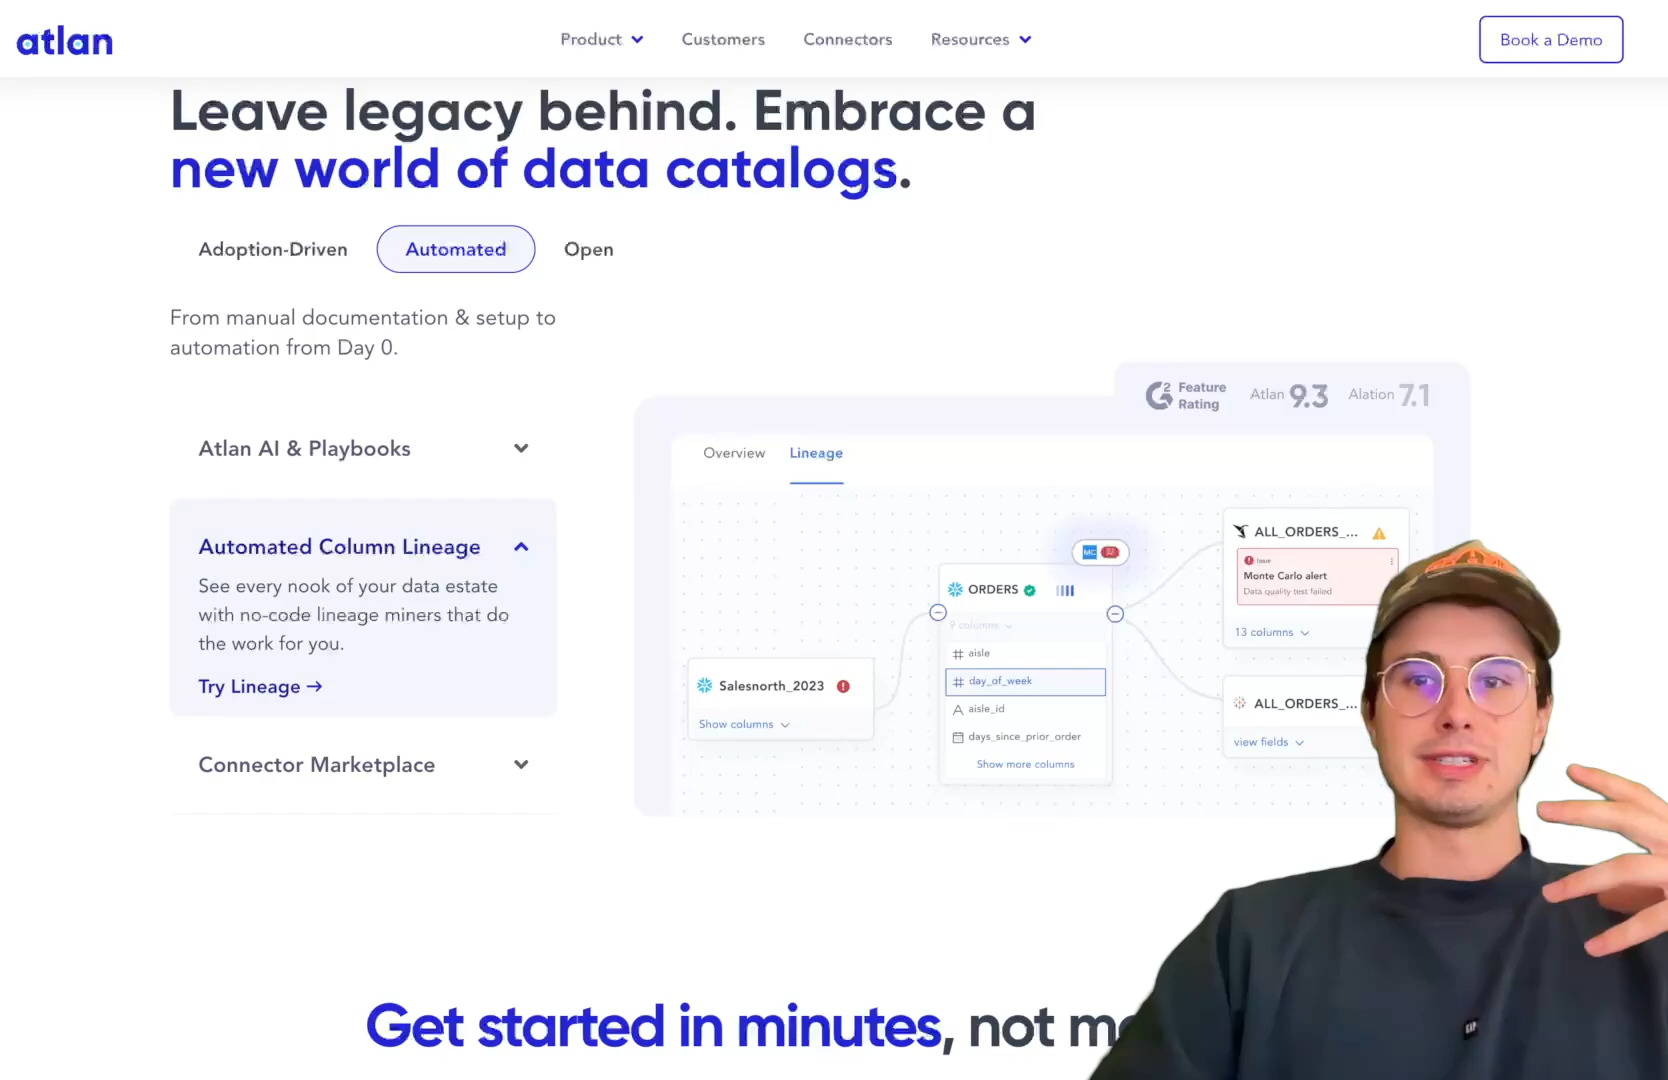 atlan
Product
Customers
Connectors
Resources
Book a Demo
Leave legacy behind. Embrace a
new world of data catalogs.
Adoption-Driven
Automated
Open
From manual documentation & setup to
automation from Day 0.
Atlan AI & Playbooks
Automated Column Lineage
See every nook of your data estate
with no-code lineage miners that do
the work for you.
Try Lineage →
Connector Marketplace
G2
Feature
Rating
Atlan 9.3
Alation 7.1
Overview
Lineage
Salesnorth_2023
Show columns
MC
ORDERS
9 columns
aisle
day_of_week
aisle_id
days_since_prior_order
Show more columns
ALL_ORDERS_...
Issue
Monte Carlo alert
Data quality test failed
13 columns
ALL_ORDERS_...
view fields
Get started in minutes, not